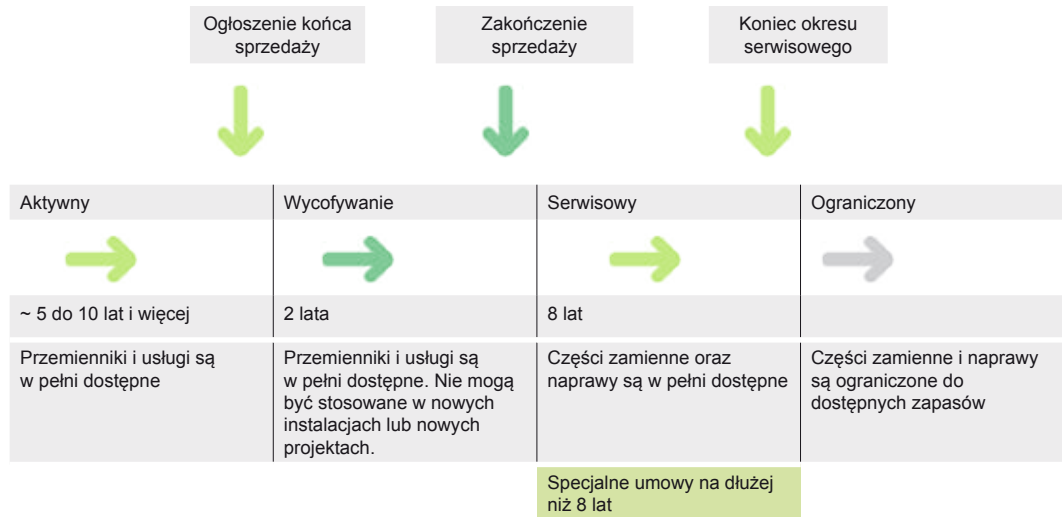 Ogłoszenie końca
sprzedaży
Zakończenie
sprzedaży
Koniec okresu
serwisowego
Aktywny
Wycofywanie
Serwisowy
Ograniczony
~ 5 do 10 lat i więcej
2 lata
8 lat
Przemienniki i usługi są
w pełni dostępne
Przemienniki i usługi są
w pełni dostępne. Nie mogą
być stosowane w nowych
instalacjach lub nowych
projektach.
Części zamienne oraz
naprawy są w pełni dostępne
Części zamienne i naprawy
są ograniczone do
dostępnych zapasów
Specjalne umowy na dłużej
niż 8 lat